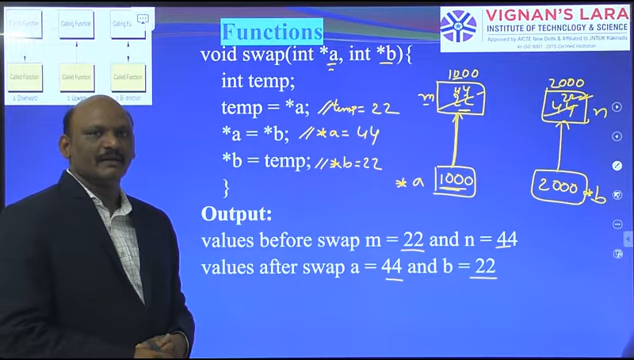 Calling Function
Calling Fu
Called Function
Called Function
Called Function
Functions
VIGNAN'S LARA
INSTITUTE OF TECHNOLOGY & SCIENCE
void swap(int *a, int *b){
int temp;
temp = *a; //temp=22
*a = *b; //*a=44
*b = temp; //*b=22
}
1000
2000
m
n
1000
2000
*a
*b
Output:
values before swap m = 22 and n = 44
values after swap a = 44 and b = 22